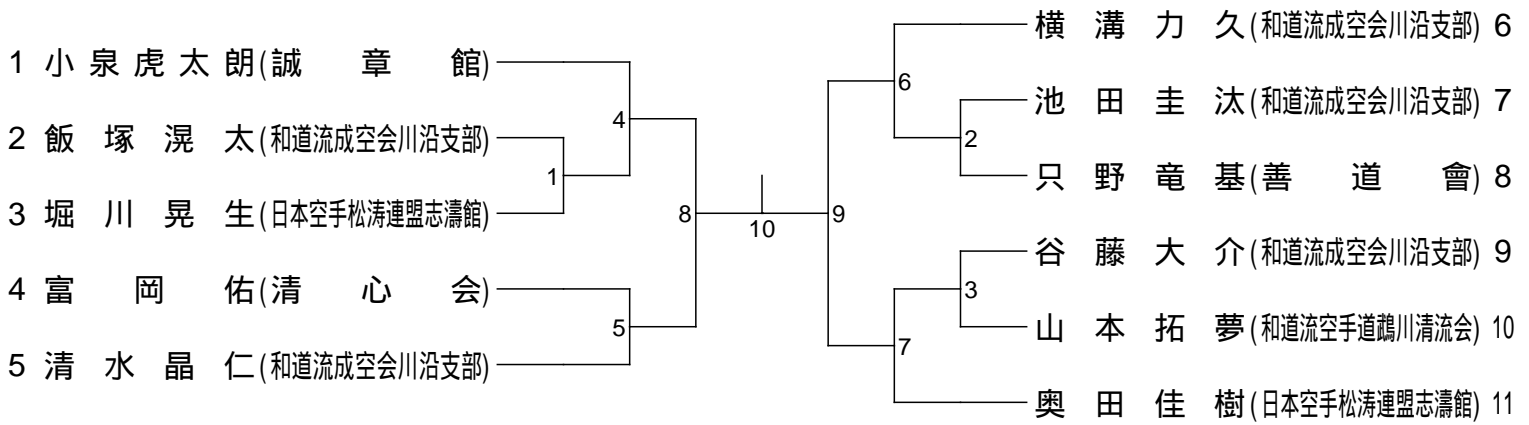 1 小泉虎太朗(誠章館)
2 飯塚滉太(和道流成空会川沿支部)
3 堀川晃生(日本空手松涛連盟志濤館)
4 富岡佑(清心会)
5 清水晶仁(和道流成空会川沿支部)
4
1
8
5
10
9
6
2
3
7
横溝力久(和道流成空会川沿支部) 6
池田圭汰(和道流成空会川沿支部) 7
只野竜基(善道會) 8
谷藤大介(和道流成空会川沿支部) 9
山本拓夢(和道流空手道鵡川清流会) 10
奥田佳樹(日本空手松涛連盟志濤館) 11